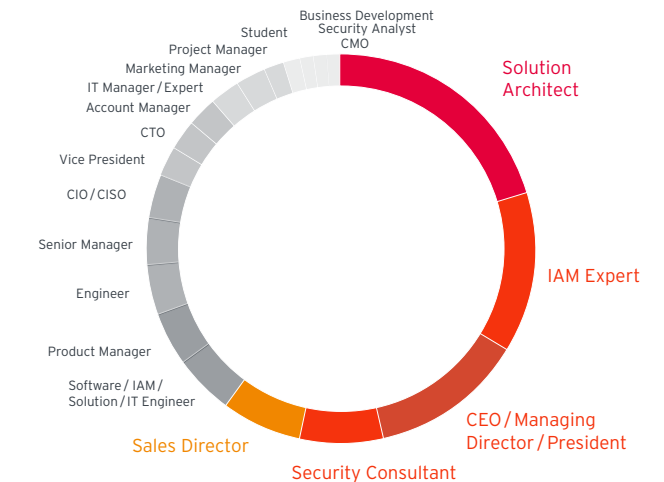 Business Development
Security Analyst
CMO
Student
Project Manager
Marketing Manager
IT Manager / Expert
Account Manager
CTO
Vice President
CIO / CISO
Senior Manager
Engineer
Product Manager
Software / IAM /
Solution / IT Engineer
Sales Director
Security Consultant
CEO / Managing
Director / President
IAM Expert
Solution
Architect